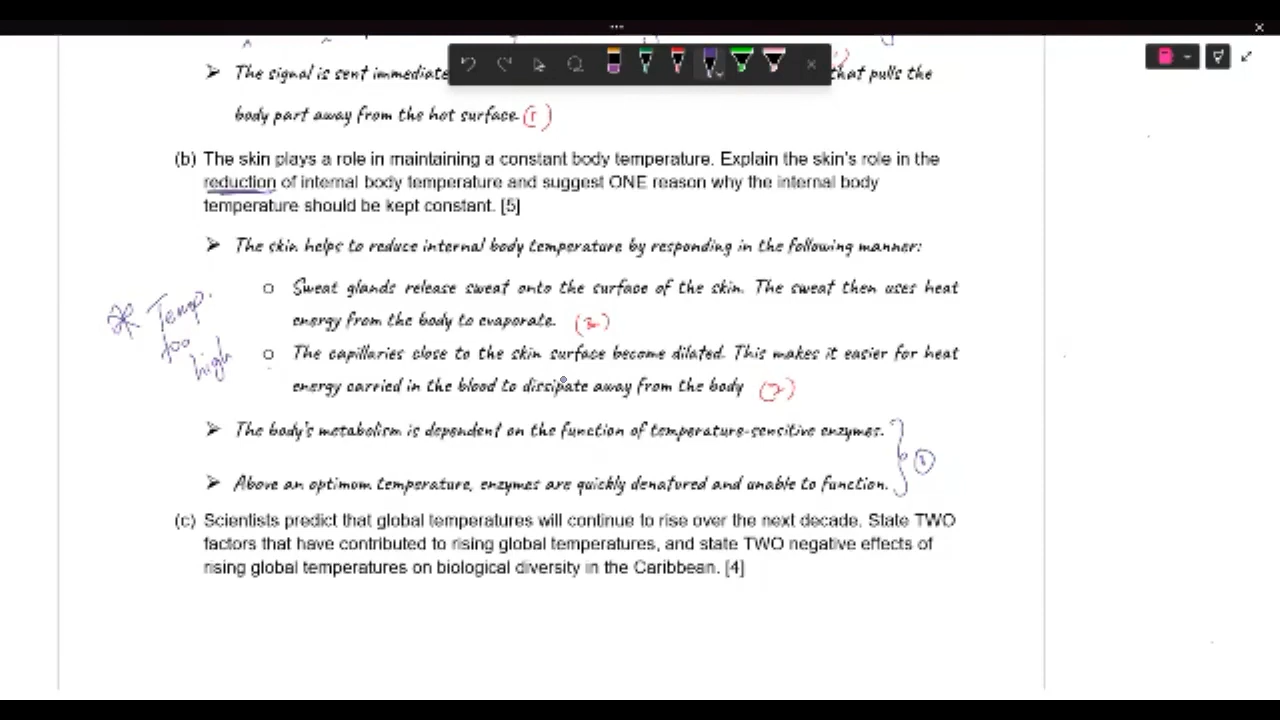 ➢ The signal is sent immediate that pulls the
body part away from the hot surface. (1)
(b) The skin plays a role in maintaining a constant body temperature. Explain the skin's role in the
reduction of internal body temperature and suggest ONE reason why the internal body
temperature should be kept constant. [5]
➢ The skin helps to reduce internal body temperature by responding in the following manner:
o Sweat glands release sweat onto the surface of the skin. The sweat then uses heat
energy from the body to evaporate.
* Temp.
too
high
o The capillaries close to the skin surface become dilated. This makes it easier for heat
energy carried in the blood to dissipate away from the body
➢ The body's metabolism is dependent on the function of temperature-sensitive enzymes.
➢ Above an optimum temperature, enzymes are quickly denatured and unable to function.
(c) Scientists predict that global temperatures will continue to rise over the next decade. State TWO
factors that have contributed to rising global temperatures, and state TWO negative effects of
rising global temperatures on biological diversity in the Caribbean. [4]